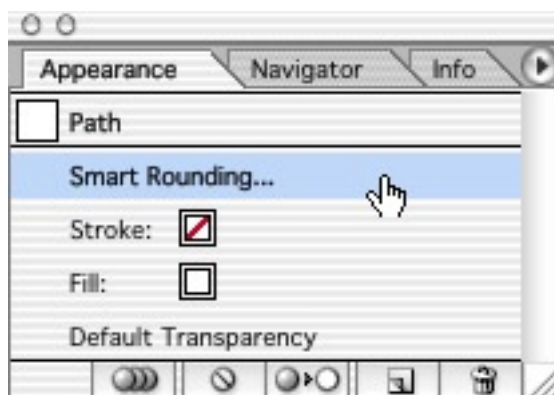 Appearance Navigator Info
Path
Smart Rounding...
Stroke:
Fill:
Default Transparency